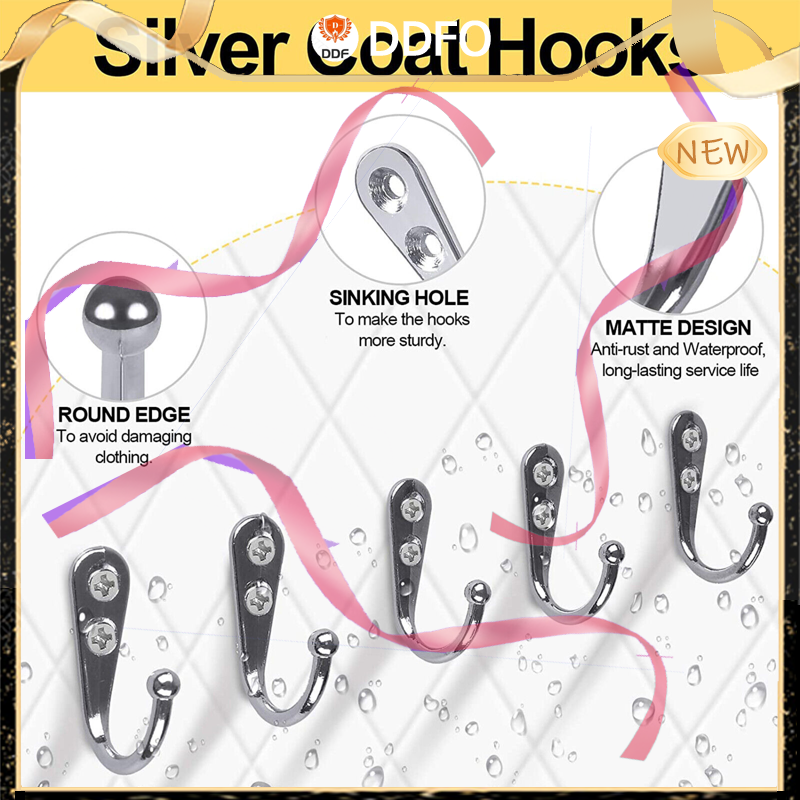 Silver Coat Hooks
DDF
DDFO
NEW
SINKING HOLE
To make the hooks
more sturdy.
MATTE DESIGN
Anti-rust and Waterproof,
long-lasting service life
ROUND EDGE
To avoid damaging
clothing.